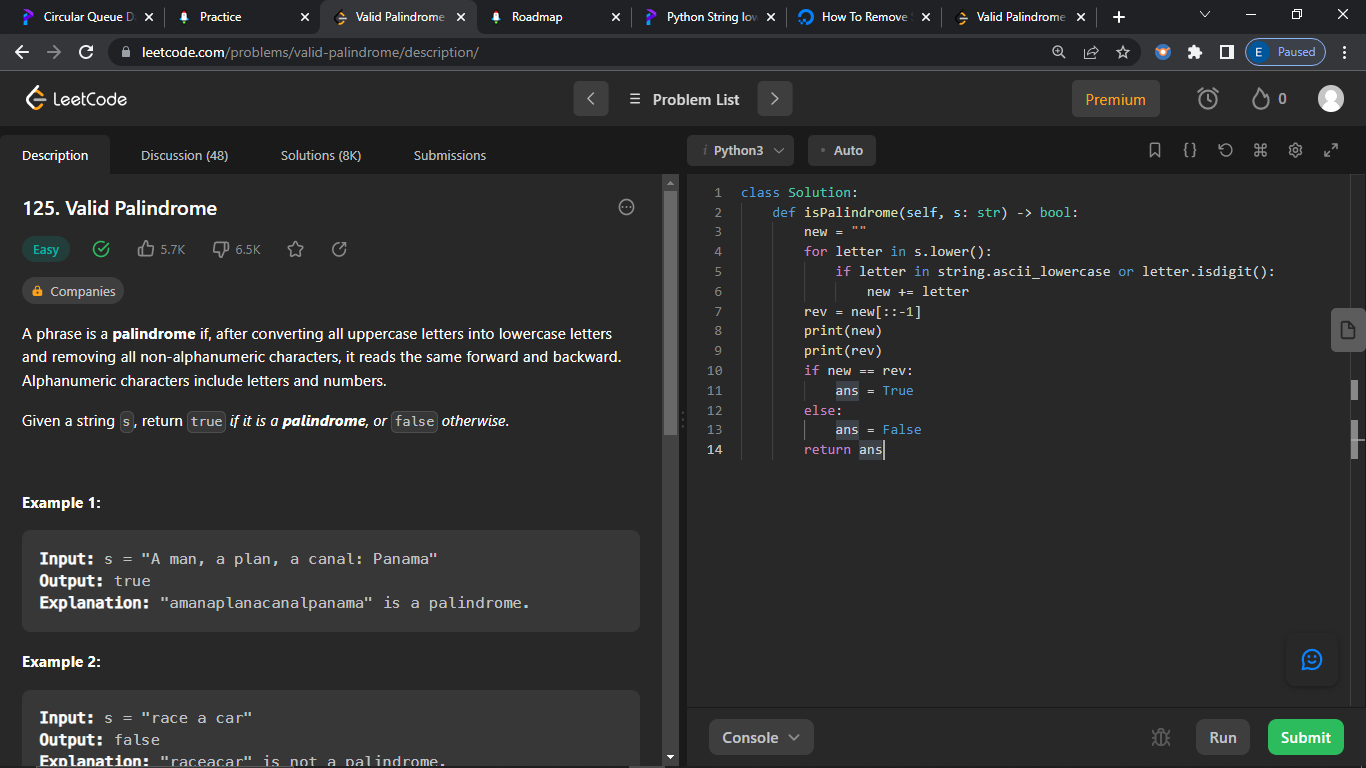 Circular Queue D
Practice
Valid Palindrome
Roadmap
Python String low
How To Remove
Valid Palindrome
leetcode.com/problems/valid-palindrome/description/
E Paused
LeetCode
Problem List
Premium
0
Description
Discussion (48)
Solutions (8K)
Submissions
125. Valid Palindrome
Easy
5.7K
6.5K
Companies
A phrase is a palindrome if, after converting all uppercase letters into lowercase letters
and removing all non-alphanumeric characters, it reads the same forward and backward.
Alphanumeric characters include letters and numbers.
Given a string s, return true if it is a palindrome, or false otherwise.
Example 1:
Input: s = "A man, a plan, a canal: Panama"
Output: true
Explanation: "amanaplanacanalpanama" is a palindrome.
Example 2:
Input: s = "race a car"
Output: false
Explanation: "raceacar" is not a palindrome.
i Python3
• Auto
{}
1 class Solution:
2 def isPalindrome(self, s: str) -> bool:
3 new = ""
4 for letter in s.lower():
5 if letter in string.ascii_lowercase or letter.isdigit():
6 new += letter
7 rev = new[::-1]
8 print(new)
9 print(rev)
10 if new == rev:
11 ans = True
12 else:
13 ans = False
14 return ans
Console
Run
Submit